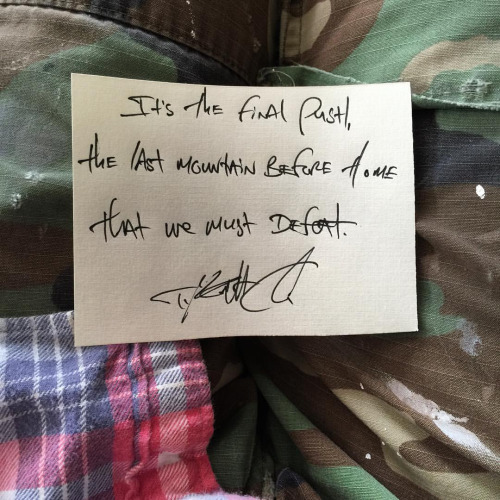 It's the final push,
the last mountain before home
that we must defeat.